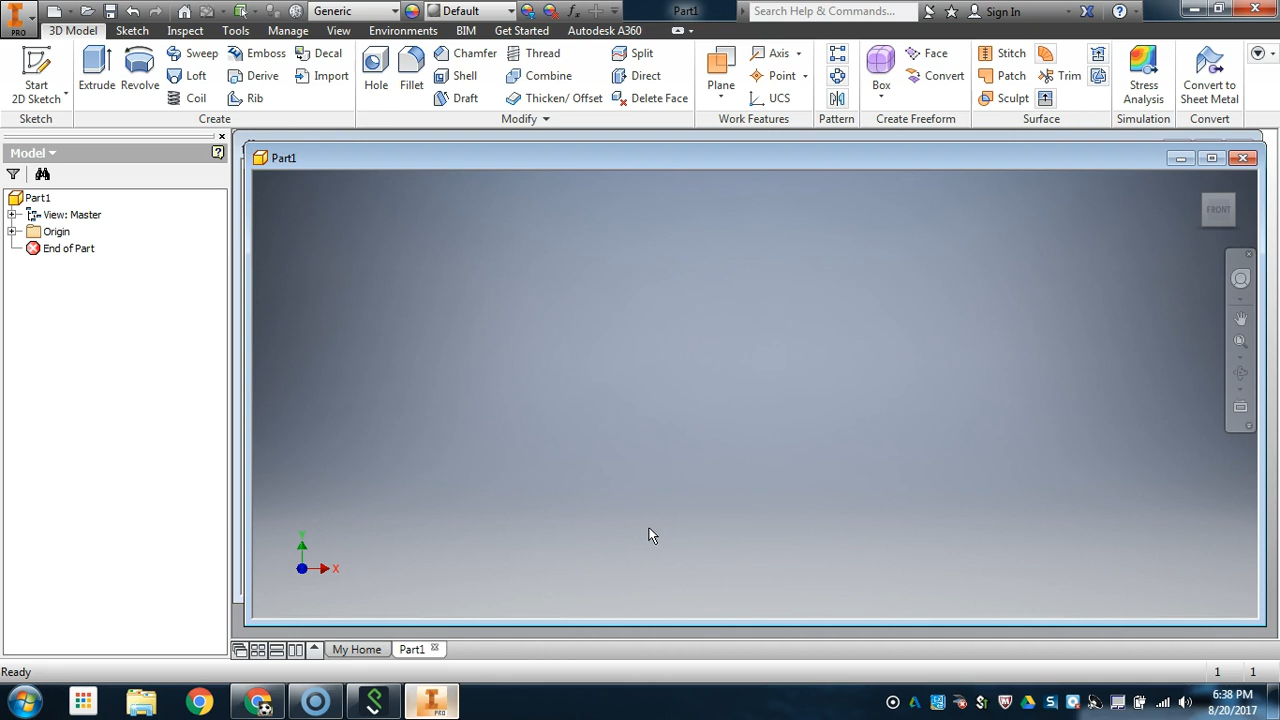 Generic
Default
fx
Part1
Search Help & Commands...
Sign In
PRO
3D Model
Sketch
Inspect
Tools
Manage
View
Environments
BIM
Get Started
Autodesk A360
Start
2D Sketch
Extrude
Revolve
Sweep
Loft
Coil
Emboss
Derive
Rib
Decal
Import
Hole
Fillet
Chamfer
Shell
Draft
Thread
Combine
Thicken/ Offset
Split
Direct
Delete Face
Plane
Axis
Point
UCS
Box
Face
Convert
Stitch
Patch
Sculpt
Trim
Stress
Analysis
Convert to
Sheet Metal
Sketch
Create
Modify
Work Features
Pattern
Create Freeform
Surface
Simulation
Convert
Model
Part1
View: Master
Origin
End of Part
Part1
FRONT
Y
X
My Home
Part1
Ready
1
1
PRO
6:38 PM
8/20/2017